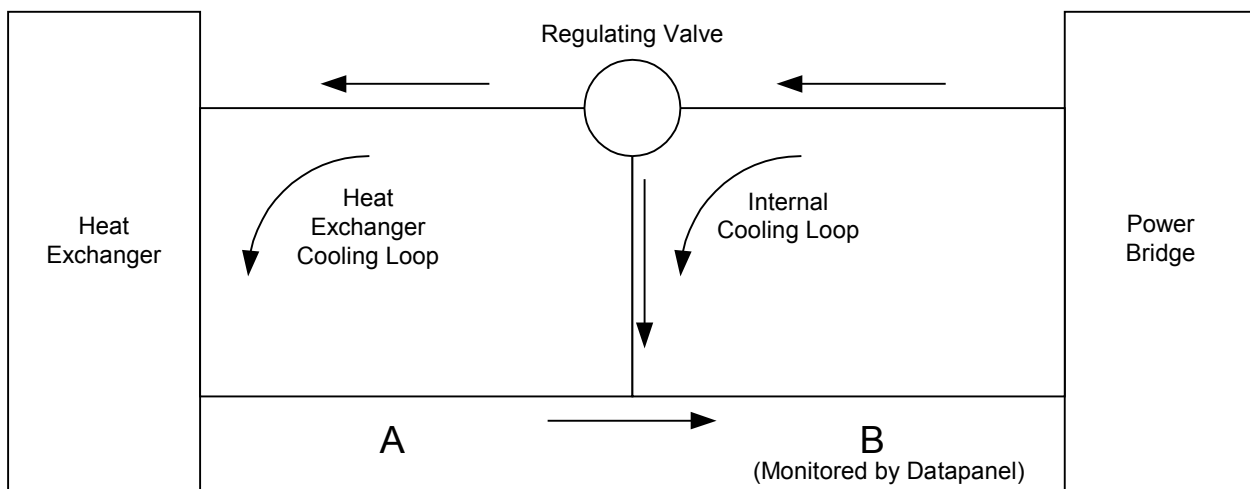 Regulating Valve
Heat
Exchanger
Heat
Exchanger
Cooling Loop
Internal
Cooling Loop
Power
Bridge
A
B
(Monitored by Datapanel)